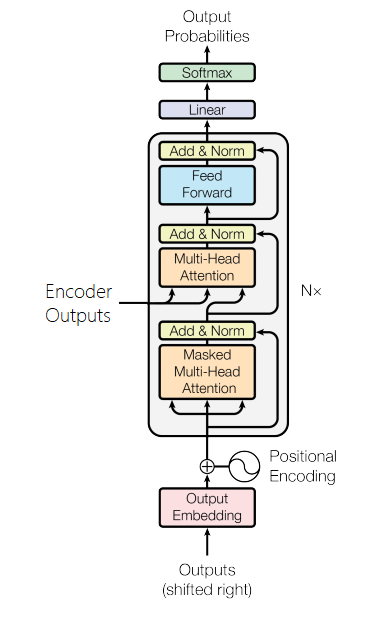 Output
Probabilities
Softmax
Linear
Add & Norm
Feed
Forward
Add & Norm
Multi-Head
Attention
Encoder
Outputs
N×
Add & Norm
Masked
Multi-Head
Attention
Positional
Encoding
Output
Embedding
Outputs
(shifted right)